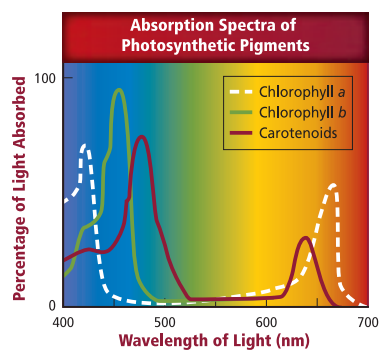 Absorption Spectra of
Photosynthetic Pigments
Percentage of Light Absorbed
100
0
Chlorophyll a
Chlorophyll b
Carotenoids
400
500
600
700
Wavelength of Light (nm)